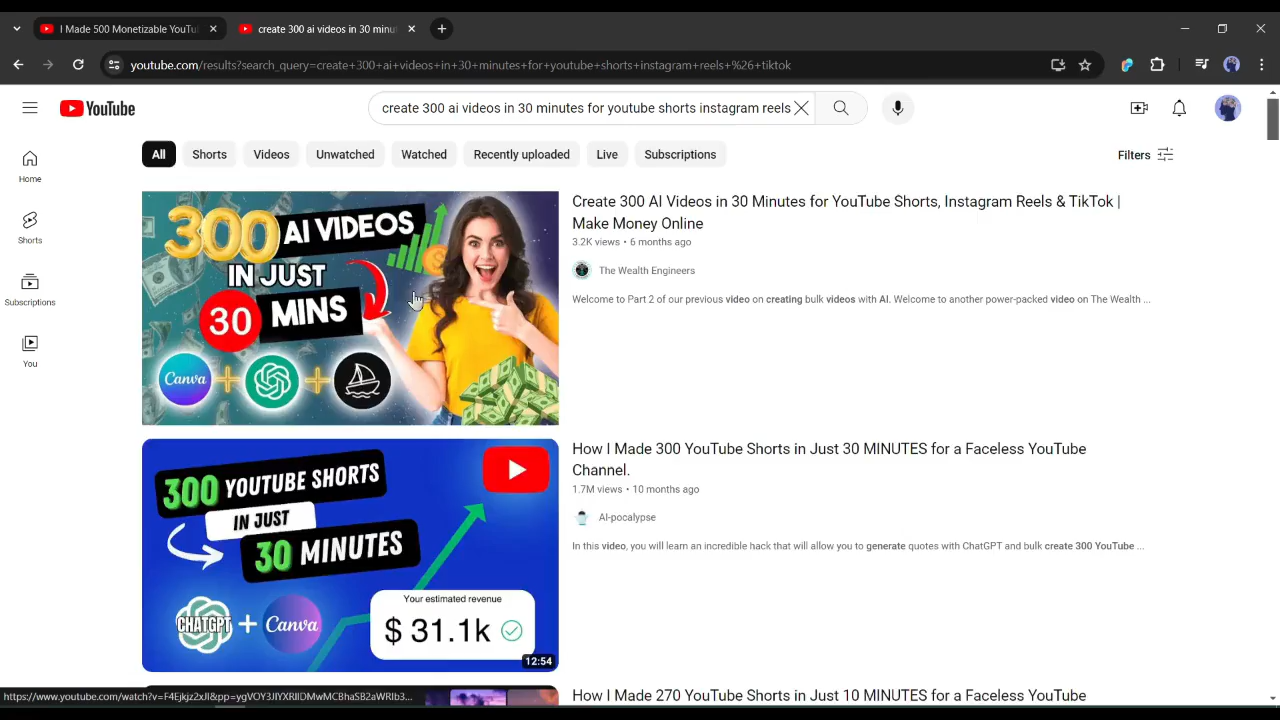 I Made 500 Monetizable YouTu
create 300 ai videos in 30 minut
youtube.com/results?search_query=create+300+ai+videos+in+30+minutes+for+youtube+shorts+instagram+reels+%26+tiktok
YouTube
create 300 ai videos in 30 minutes for youtube shorts instagram reels
All
Shorts
Videos
Unwatched
Watched
Recently uploaded
Live
Subscriptions
Filters
Home
Shorts
Subscriptions
You
300 AI VIDEOS
IN JUST
30 MINS
Canva
Create 300 AI Videos in 30 Minutes for YouTube Shorts, Instagram Reels & TikTok |
Make Money Online
3.2K views • 6 months ago
The Wealth Engineers
Welcome to Part 2 of our previous video on creating bulk videos with AI. Welcome to another power-packed video on The Wealth ...
300 YOUTUBE SHORTS
IN JUST
30 MINUTES
CHATGPT + Canva
Your estimated revenue
$ 31.1k
12:54
How I Made 300 YouTube Shorts in Just 30 MINUTES for a Faceless YouTube
Channel.
1.7M views • 10 months ago
AI-pocalypse
In this video, you will learn an incredible hack that will allow you to generate quotes with ChatGPT and bulk create 300 YouTube ...
How I Made 270 YouTube Shorts in Just 10 MINUTES for a Faceless YouTube